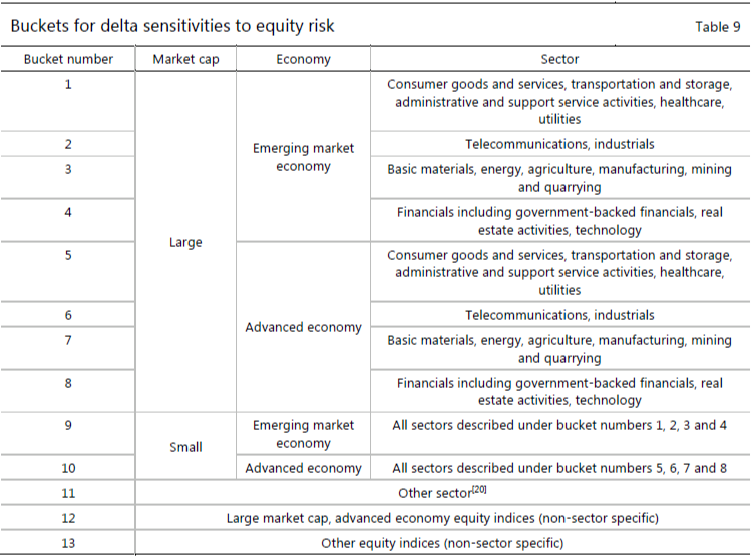 Buckets for delta sensitivities to equity risk Table 9
Bucket number Market cap Economy Sector
1 Large Emerging market economy Consumer goods and services, transportation and storage,
administrative and support service activities, healthcare,
utilities
2 Telecommunications, industrials
3 Basic materials, energy, agriculture, manufacturing, mining
and quarrying
4 Financials including government-backed financials, real
estate activities, technology
5 Advanced economy Consumer goods and services, transportation and storage,
administrative and support service activities, healthcare,
utilities
6 Telecommunications, industrials
7 Basic materials, energy, agriculture, manufacturing, mining
and quarrying
8 Financials including government-backed financials, real
estate activities, technology
9 Small Emerging market economy All sectors described under bucket numbers 1, 2, 3 and 4
10 Advanced economy All sectors described under bucket numbers 5, 6, 7 and 8
11 Other sector[20]
12 Large market cap, advanced economy equity indices (non-sector specific)
13 Other equity indices (non-sector specific)